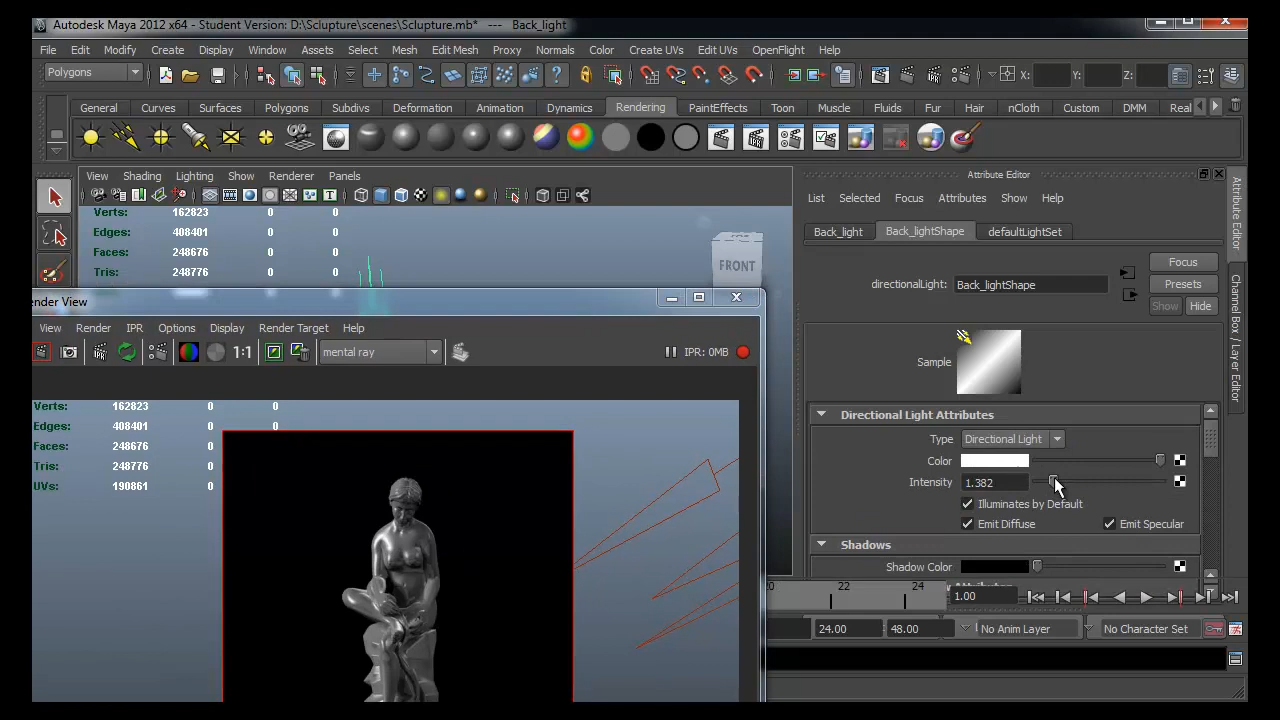 Autodesk Maya 2012 x64 - Student Version: D:\Sclupture\scenes\Sclupture.mb* --- Back_light
File Edit Modify Create Display Window Assets Select Mesh Edit Mesh Proxy Normals Color Create UVs Edit UVs OpenFlight Help
Polygons X: Y: Z:
General Curves Surfaces Polygons Subdivs Deformation Animation Dynamics Rendering PaintEffects Toon Muscle Fluids Fur Hair nCloth Custom DMM Real
View Shading Lighting Show Renderer Panels
Verts: 162823 0 0
Edges: 408401 0 0
Faces: 248676 0 0
Tris: 248776 0 0
FRONT
ender View
View Render IPR Options Display Render Target Help
1:1 mental ray IPR: 0MB
Verts: 162823 0 0
Edges: 408401 0 0
Faces: 248676 0 0
Tris: 248776 0 0
UVs: 190861 0 0
Attribute Editor
List Selected Focus Attributes Show Help
Back_light Back_lightShape defaultLightSet
Focus
directionalLight: Back_lightShape Presets
Show Hide
Sample
Directional Light Attributes
Type Directional Light
Color
Intensity 1.382
Illuminates by Default
Emit Diffuse Emit Specular
Shadows
Shadow Color
Attribute Editor
Channel Box / Layer Editor
20 22 24 1.00
24.00 48.00 No Anim Layer No Character Set